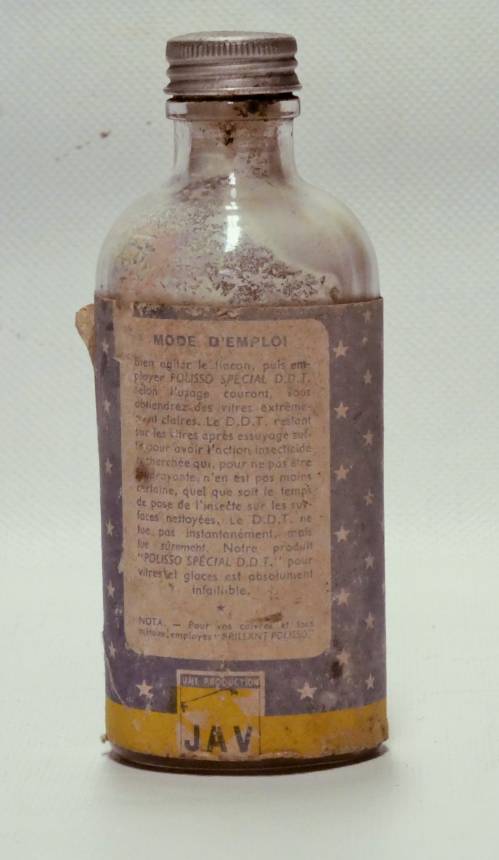 MODE D'EMPLOI
Bien agiter le flacon, puis em-
ployer POLISSO SPÉCIAL D.D.T.
selon l'usage courant, vous
obtiendrez des vitres extrême-
ment claires. Le D.D.T. restant
sur les vitres après essuyage suf-
fit pour avoir l'action insecticide
recherchée qui, pour ne pas être
foudroyante, n'en est pas moins
certaine, quel que soit le temps
de pose de l'insecte sur les sur-
faces nettoyées. Le D.D.T. ne
tue pas instantanément, mais
tue sûrement. Notre produit
"POLISSO SPÉCIAL D.D.T." pour
vitres et glaces est absolument
infaillible.
NOTA. — Pour vos cuivres et tous
métaux, employez "BRILLANT POLISSO".
UNE PRODUCTION
JAV